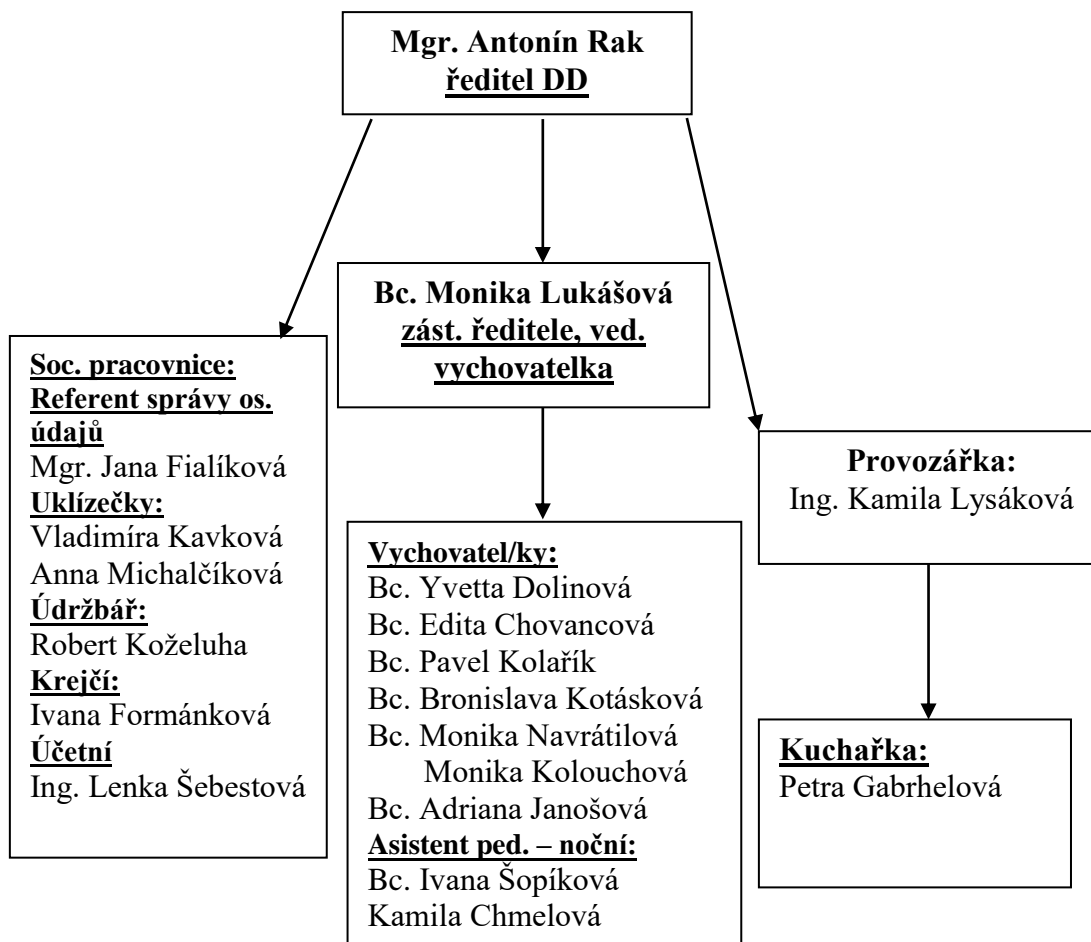 Mgr. Antonín Rak
ředitel DD
Bc. Monika Lukášová
zást. ředitele, ved.
vychovatelka
Soc. pracovnice:
Referent správy os.
údajů
Mgr. Jana Fialíková
Uklízečky:
Vladimíra Kavková
Anna Michalčíková
Údržbář:
Robert Koželuha
Krejčí:
Ivana Formánková
Účetní
Ing. Lenka Šebestová
Vychovatel/ky:
Bc. Yvetta Dolinová
Bc. Edita Chovancová
Bc. Pavel Kolařík
Bc. Bronislava Kotásková
Bc. Monika Navrátilová
Monika Kolouchová
Bc. Adriana Janošová
Asistent ped. – noční:
Bc. Ivana Šopíková
Kamila Chmelová
Provozářka:
Ing. Kamila Lysáková
Kuchařka:
Petra Gabrhelová